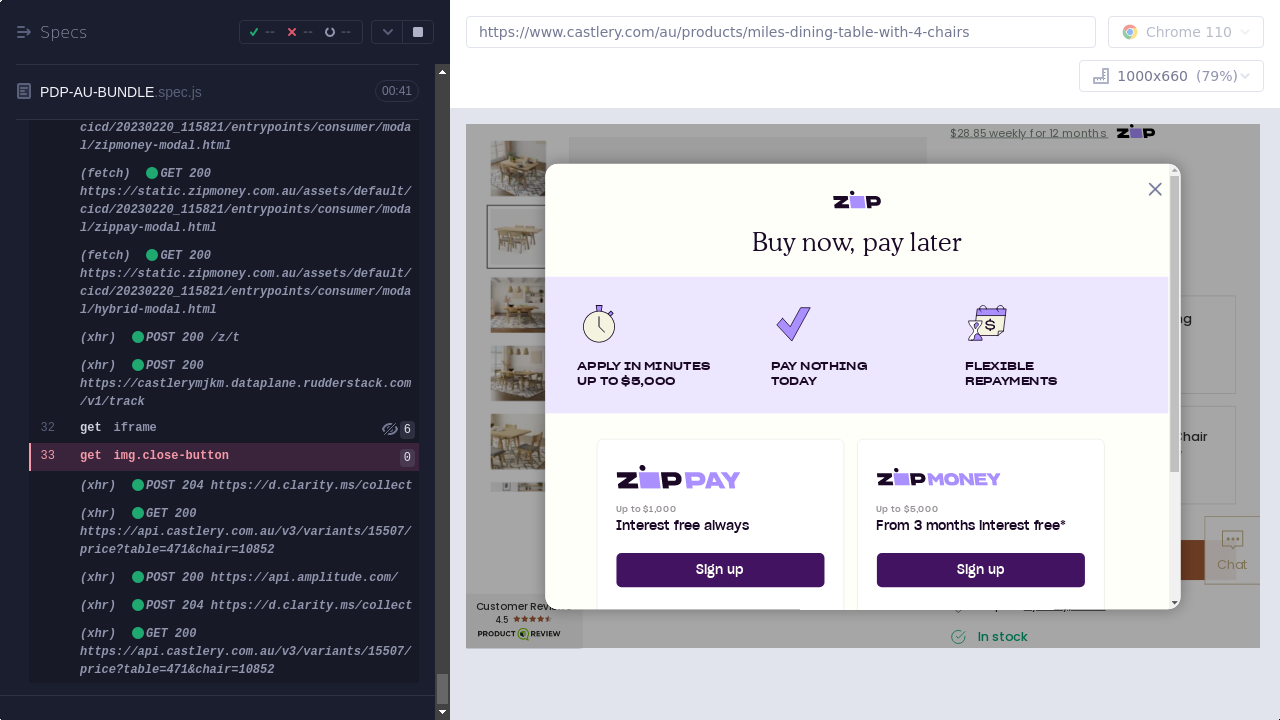 Specs
--
--
--
https://www.castlery.com/au/products/miles-dining-table-with-4-chairs
Chrome 110
1000x660 (79%)
PDP-AU-BUNDLE.spec.js
00:41
cicd/20230220_115821/entrypoints/consumer/moda
l/zipmoney-modal.html
(fetch) GET 200
https://static.zipmoney.com.au/assets/default/
cicd/20230220_115821/entrypoints/consumer/moda
l/zippay-modal.html
(fetch) GET 200
https://static.zipmoney.com.au/assets/default/
cicd/20230220_115821/entrypoints/consumer/moda
l/hybrid-modal.html
(xhr) POST 200 /z/t
(xhr) POST 200
https://castlerymjkm.dataplane.rudderstack.com
/v1/track
32 get iframe 6
33 get img.close-button 0
(xhr) POST 204 https://d.clarity.ms/collect
(xhr) GET 200
https://api.castlery.com.au/v3/variants/15507/
price?table=471&chair=10852
(xhr) POST 200 https://api.amplitude.com/
(xhr) POST 204 https://d.clarity.ms/collect
(xhr) GET 200
https://api.castlery.com.au/v3/variants/15507/
price?table=471&chair=10852
$28.85 weekly for 12 months zip
zip
Buy now, pay later
APPLY IN MINUTES
UP TO $5,000
PAY NOTHING
TODAY
FLEXIBLE
REPAYMENTS
zip PAY
Up to $1,000
Interest free always
Sign up
zip MONEY
Up to $5,000
From 3 months interest free*
Sign up
ng
Chair
Chat
Customer Revie
4.5
PRODUCT REVIEW
In stock